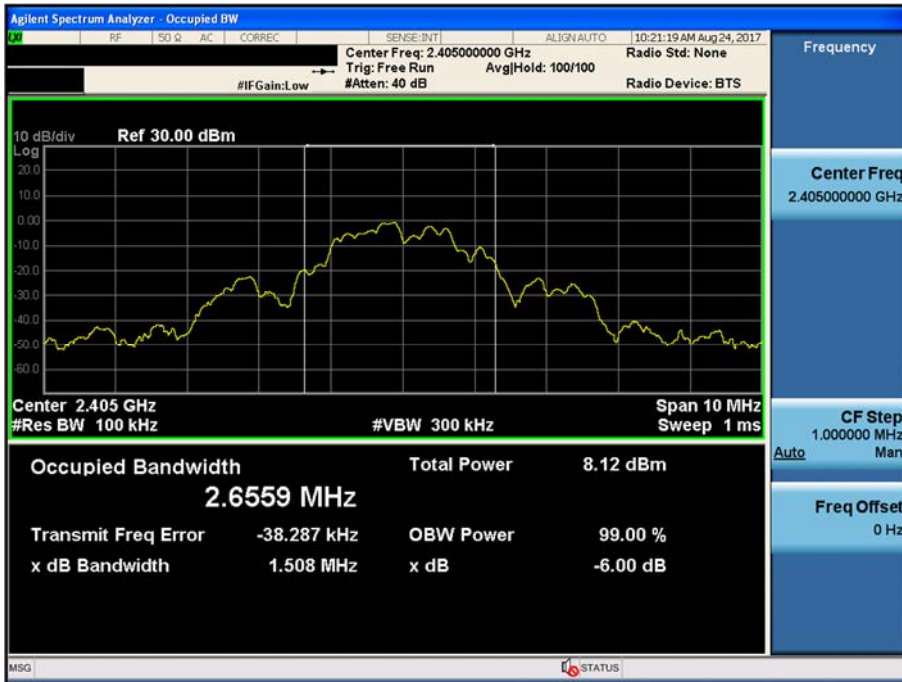 Agilent Spectrum Analyzer - Occupied BW
LXI RF 50 Ω AC CORREC SENSE:INT ALIGN AUTO 10:21:19 AM Aug 24, 2017
Center Freq: 2.405000000 GHz Radio Std: None
Trig: Free Run Avg|Hold: 100/100
#IFGain:Low #Atten: 40 dB Radio Device: BTS
10 dB/div Ref 30.00 dBm
Log
20.0
10.0
0.00
-10.0
-20.0
-30.0
-40.0
-50.0
-60.0
Center 2.405 GHz Span 10 MHz
#Res BW 100 kHz #VBW 300 kHz Sweep 1 ms
Occupied Bandwidth Total Power 8.12 dBm
2.6559 MHz
Transmit Freq Error -38.287 kHz OBW Power 99.00 %
x dB Bandwidth 1.508 MHz x dB -6.00 dB
MSG STATUS
Frequency
Center Freq
2.405000000 GHz
CF Step
1.000000 MHz
Auto Man
Freq Offset
0 Hz